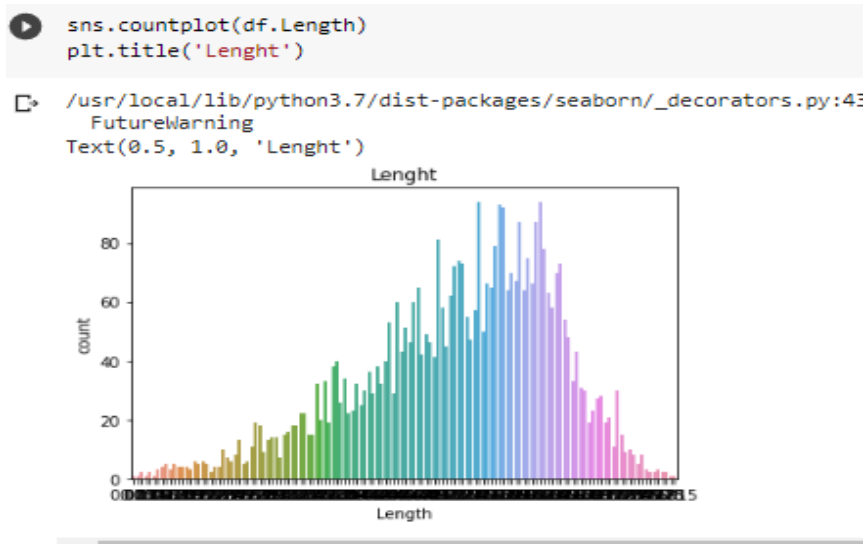 sns.countplot(df.Length)
plt.title('Lenght')
/usr/local/lib/python3.7/dist-packages/seaborn/_decorators.py:43
FutureWarning
Text(0.5, 1.0, 'Lenght')
Lenght
80
60
40
20
0
count
Length